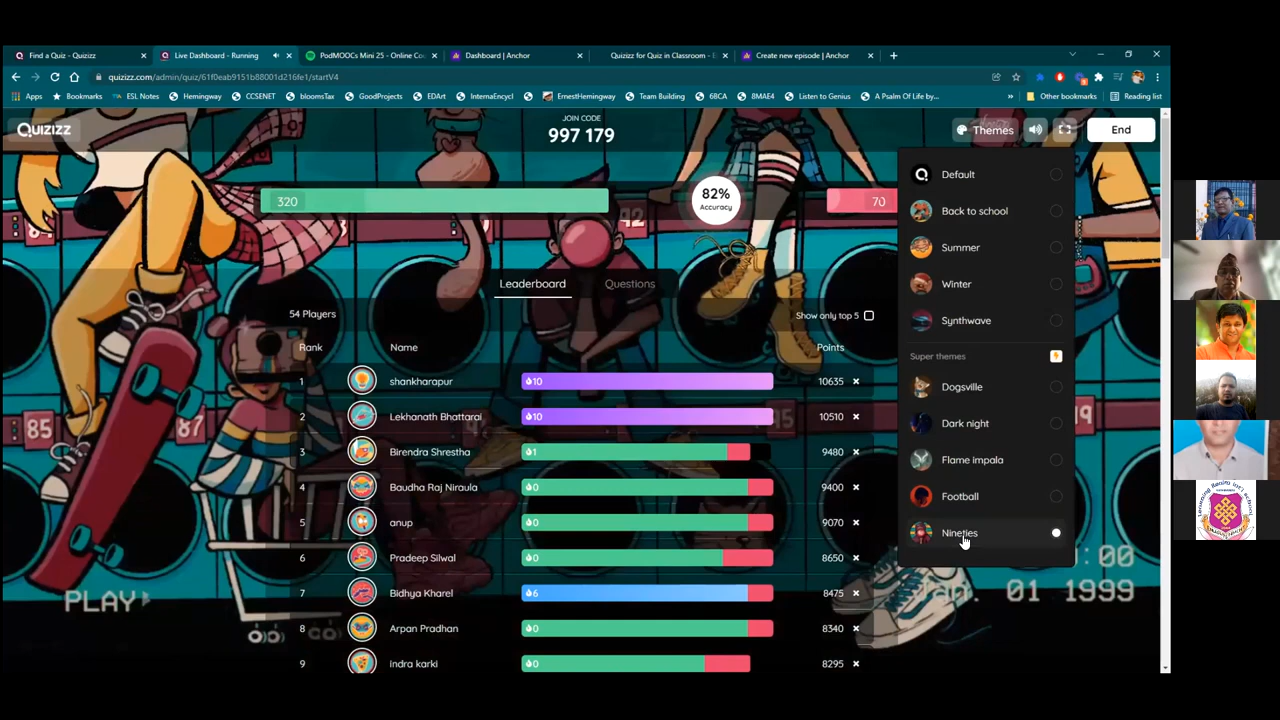 Find a Quiz - Quizizz
Live Dashboard - Running
PodMOOCs Mini 25 - Online Co
Dashboard | Anchor
Quizizz for Quiz in Classroom - E
Create new episode | Anchor
quizizz.com/admin/quiz/61f0eab9151b88001d216fe1/startV4
Apps
Bookmarks
ESL Notes
Hemingway
CCSENET
bloomsTax
GoodProjects
EDArt
InternaEncycl
ErnestHemingway
Team Building
6BCA
8MAE4
Listen to Genius
A Psalm Of Life by...
»
Other bookmarks
Reading list
Quizizz
JOIN CODE
997 179
Themes
End
320
82%
Accuracy
70
Default
Back to school
Summer
Winter
Synthwave
Super themes
Dogsville
Dark night
Flame impala
Football
Nineties
Leaderboard
Questions
54 Players
Show only top 5
Rank
Name
Points
1 shankharapur 10 10635
2 Lekhanath Bhattarai 10 10510
3 Birendra Shrestha 1 9480
4 Baudha Raj Niraula 0 9400
5 anup 0 9070
6 Pradeep Silwal 0 8650
7 Bidhya Kharel 6 8475
8 Arpan Pradhan 0 8340
9 indra karki 0 8295
84
92
85
87
89
PLAY
:00
Jan. 01 1999